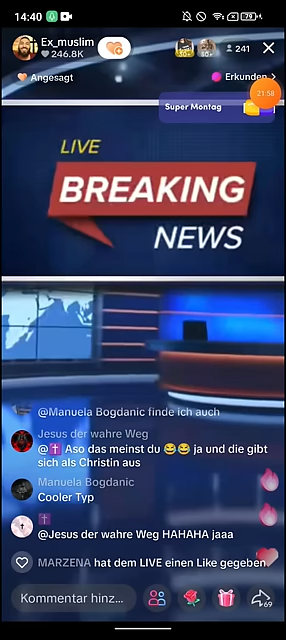 14:40
79
Ex_muslim
246.8K
241
Angesagt
Erkunden
21:58
Super Montag
LIVE
BREAKING
NEWS
@Manuela Bogdanic finde ich auch
Jesus der wahre Weg
@✝️ Aso das meinst du 😂😂 ja und die gibt
sich als Christin aus
Manuela Bogdanic
Cooler Typ
✝️
@Jesus der wahre Weg HAHAHA jaaa
MARZENA hat dem LIVE einen Like gegeben.
Kommentar hinz...
69